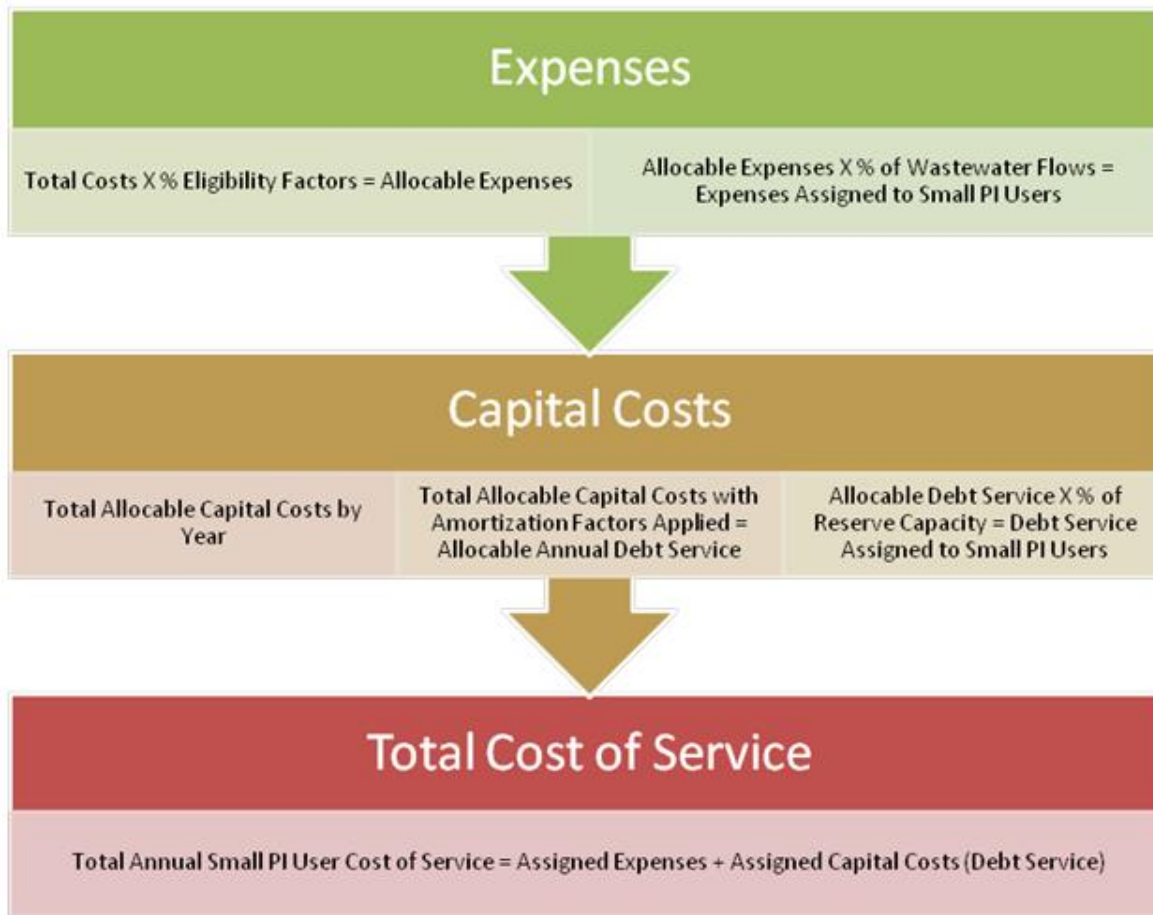 Expenses
Total Costs X % Eligibility Factors = Allocable Expenses
Allocable Expenses X % of Wastewater Flows =
Expenses Assigned to Small PI Users
Capital Costs
Total Allocable Capital Costs by
Year
Total Allocable Capital Costs with
Amortization Factors Applied =
Allocable Annual Debt Service
Allocable Debt Service X % of
Reserve Capacity = Debt Service
Assigned to Small PI Users
Total Cost of Service
Total Annual Small PI User Cost of Service = Assigned Expenses + Assigned Capital Costs (Debt Service)